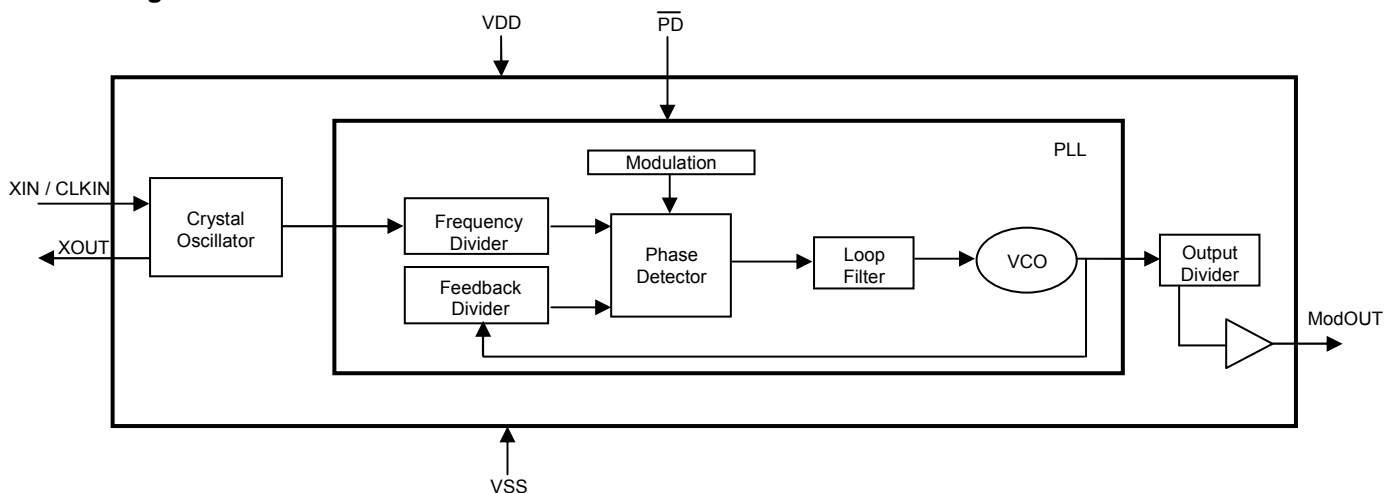 VDD
PD
PLL
Modulation
XIN / CLKIN
Crystal
Oscillator
XOUT
Frequency
Divider
Feedback
Divider
Phase
Detector
Loop
Filter
VCO
Output
Divider
ModOUT
VSS